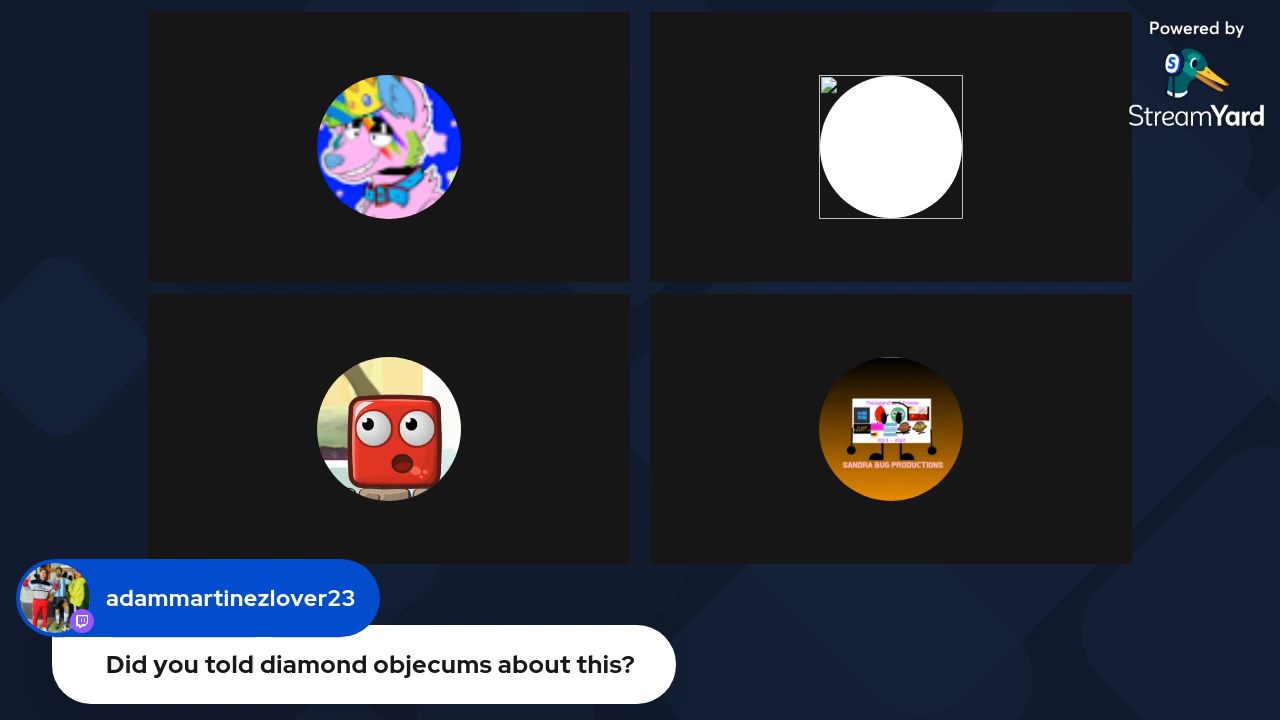 Powered by
StreamYard
S
SANDRA BUG PRODUCTIONS
adammartinezlover23
Did you told diamond objecums about this?